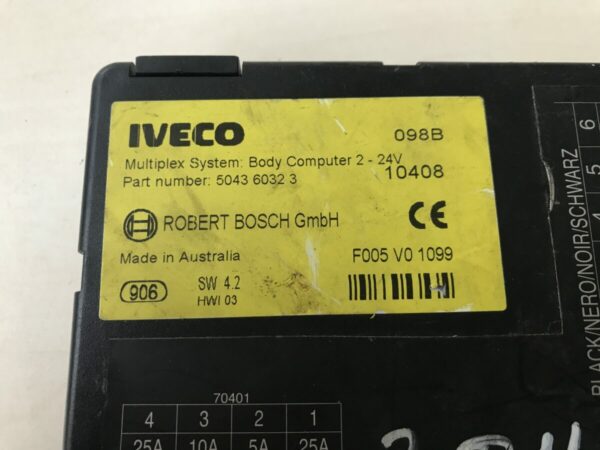 IVECO
098B
Multiplex System: Body Computer 2 - 24V
10408
Part number: 5043 6032 3
ROBERT BOSCH GmbH
CE
Made in Australia
F005 V0 1099
906
SW 4.2
HWI 03
BLACK/NERO/NOIR/SCHWARZ
6
5
4
70401
4 3 2 1
25A 10A 5A 25A